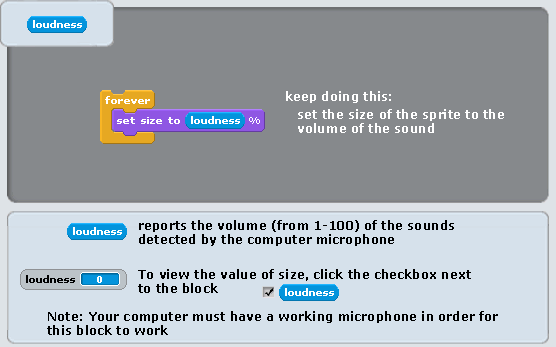 loudness
forever
set size to loudness %
keep doing this:
set the size of the sprite to the
volume of the sound
loudness
reports the volume (from 1-100) of the sounds
detected by the computer microphone
loudness 0
To view the value of size, click the checkbox next
to the block
loudness
Note: Your computer must have a working microphone in order for
this block to work